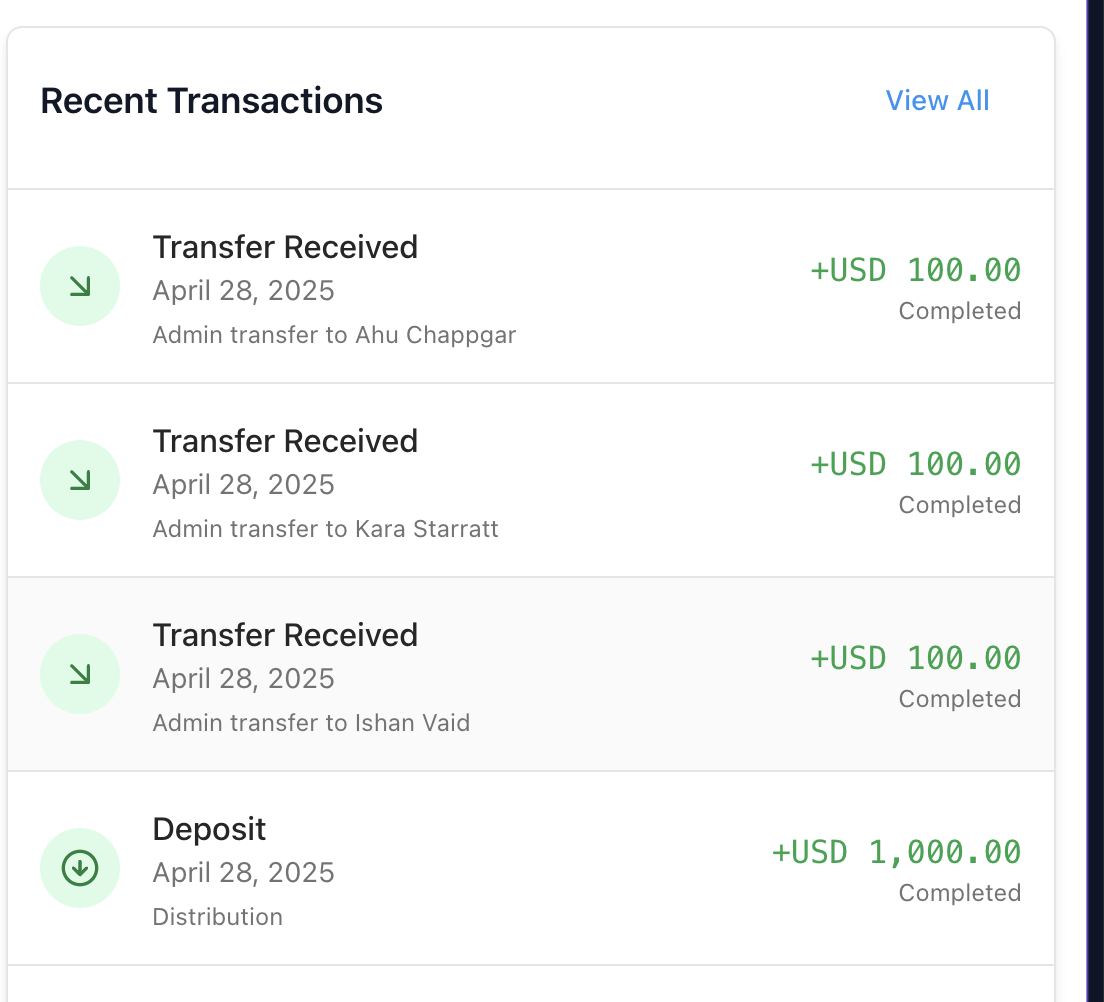 Recent Transactions
View All
Transfer Received
April 28, 2025
Admin transfer to Ahu Chappgar
+USD 100.00
Completed
Transfer Received
April 28, 2025
Admin transfer to Kara Starratt
+USD 100.00
Completed
Transfer Received
April 28, 2025
Admin transfer to Ishan Vaid
+USD 100.00
Completed
Deposit
April 28, 2025
Distribution
+USD 1,000.00
Completed